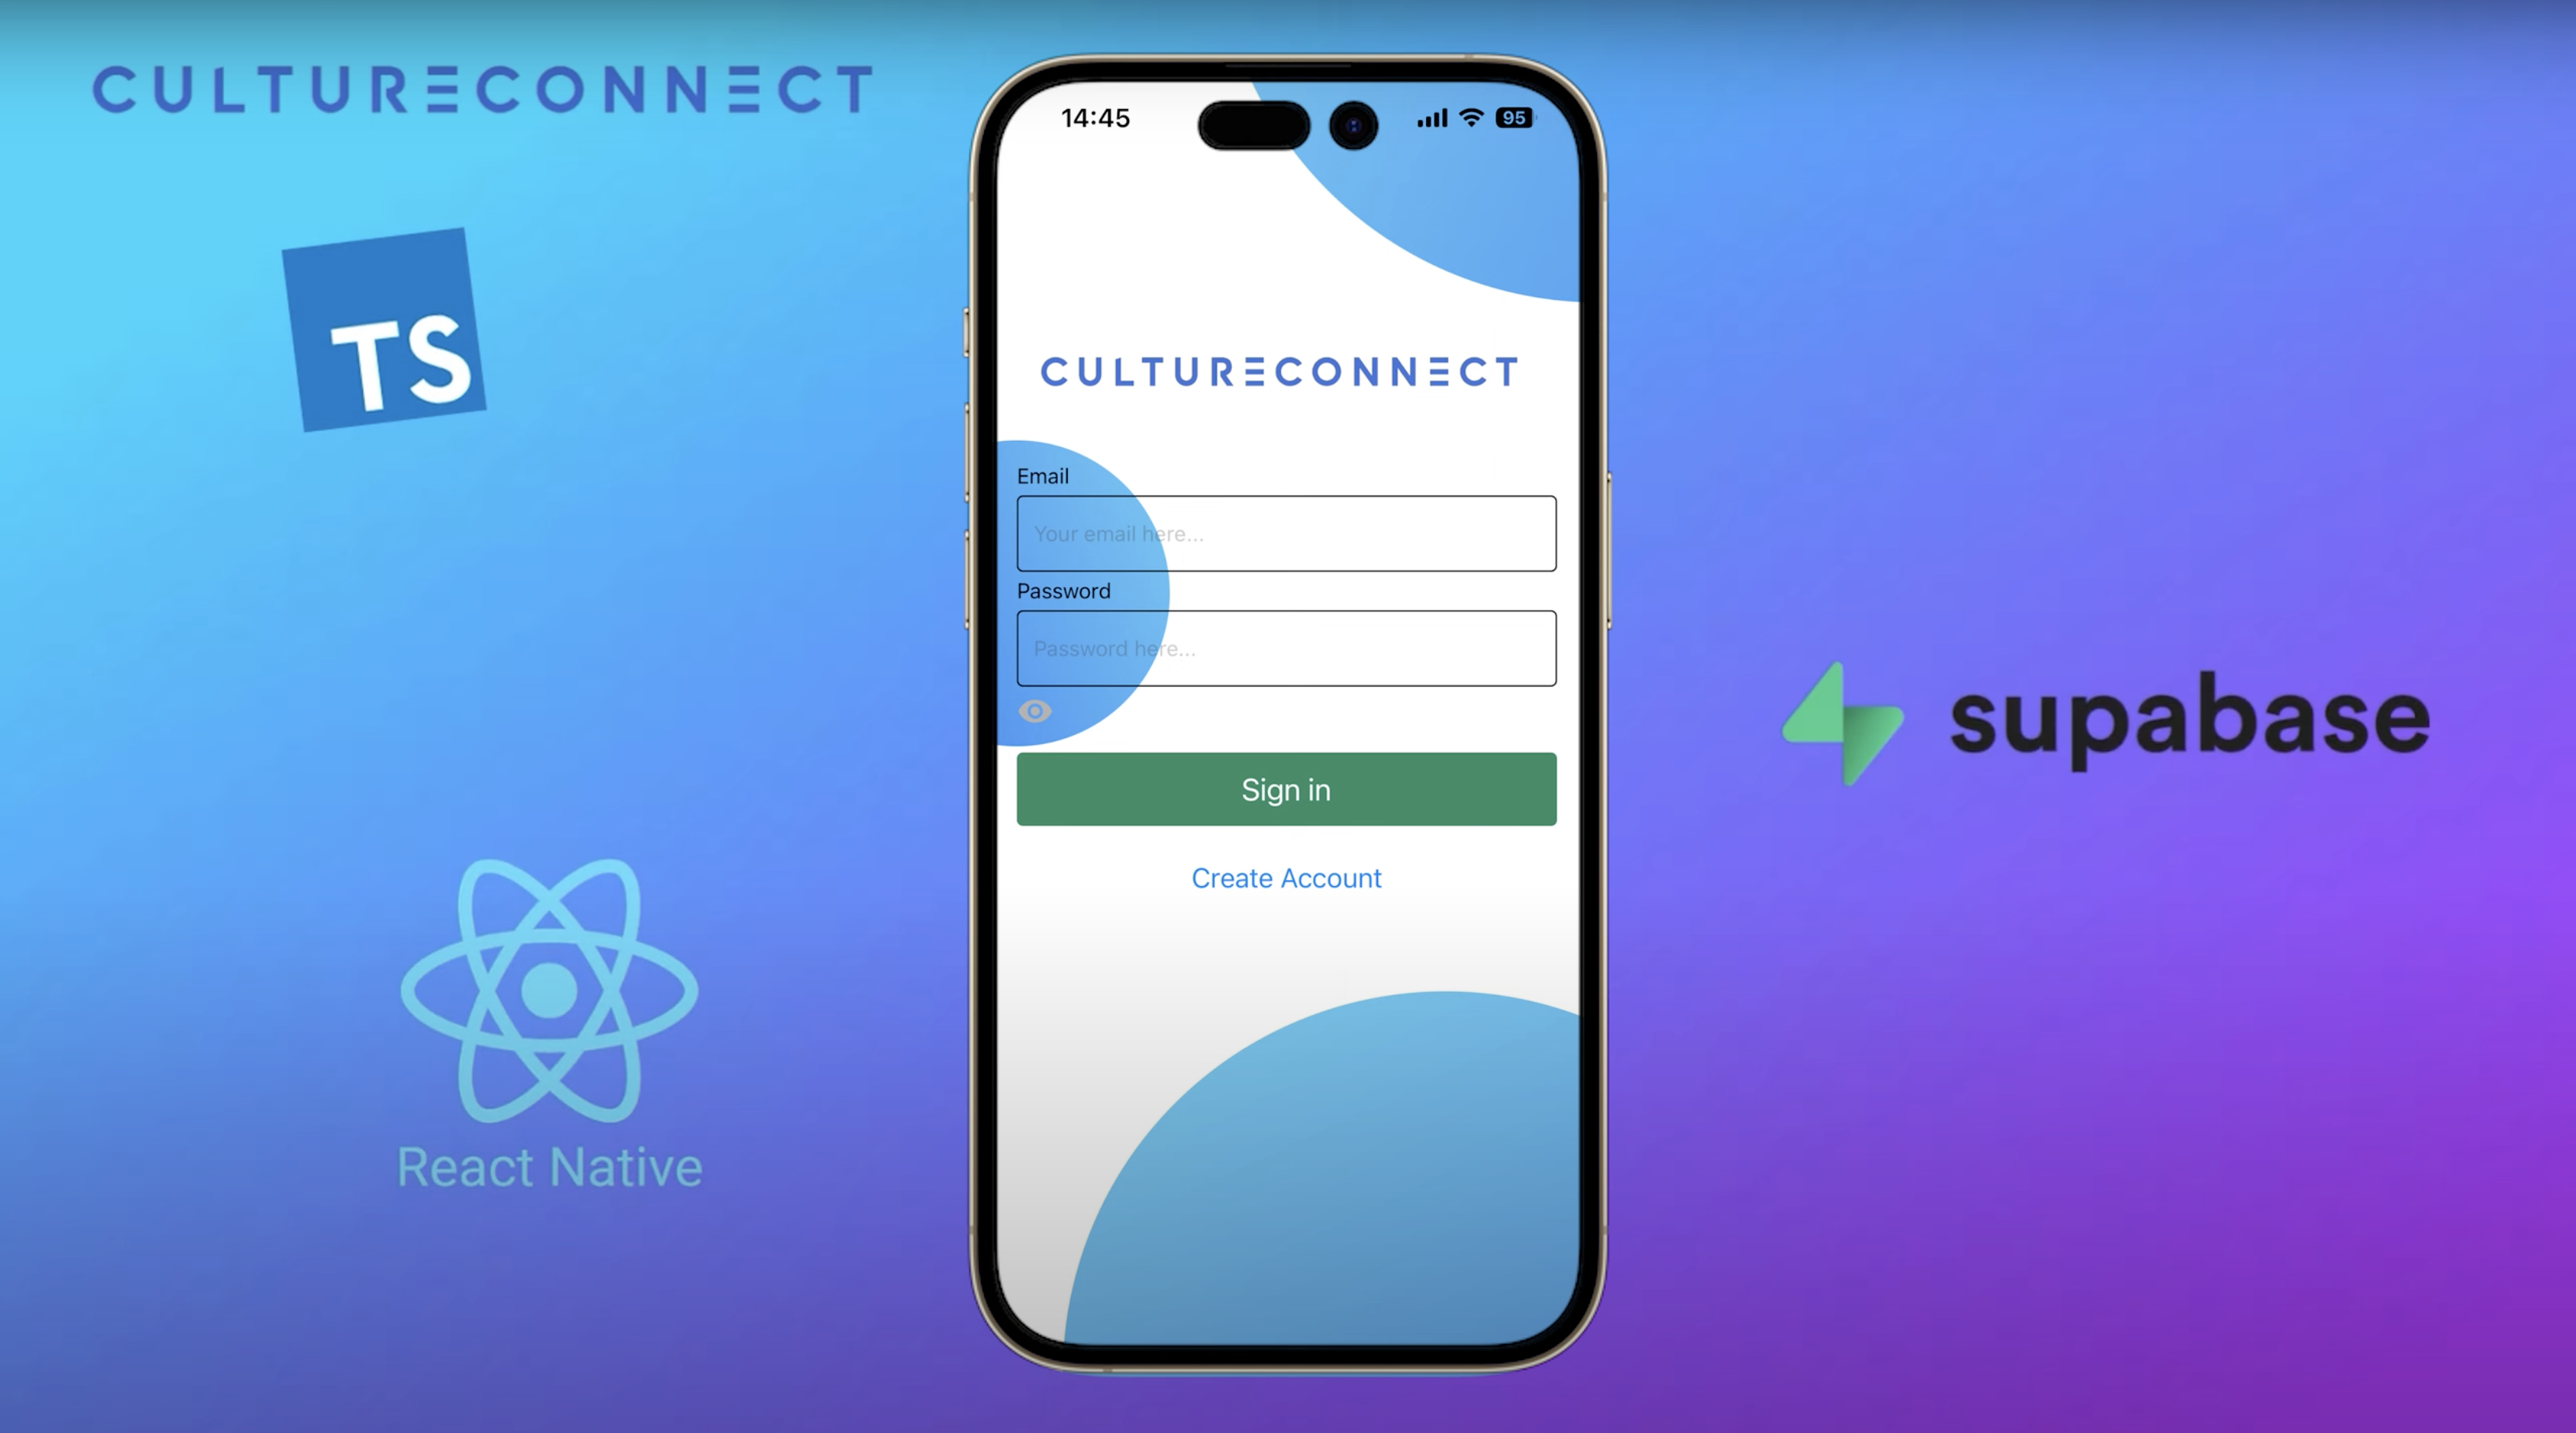 CULTURECONNECT
TS
React Native
14:45
95
CULTURECONNECT
Email
Your email here...
Password
Password here...
Sign in
Create Account
supabase